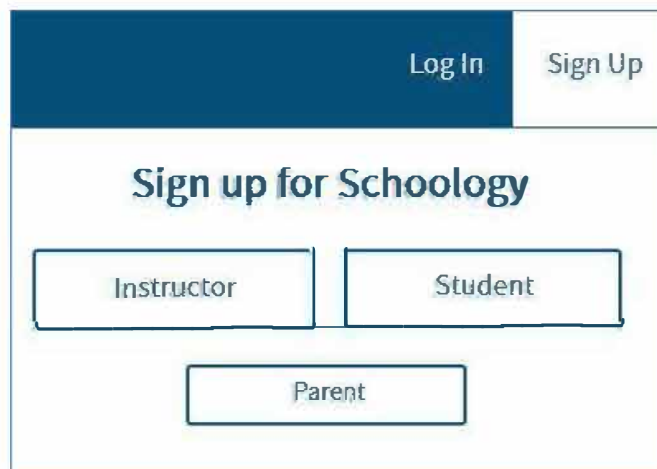 Log In Sign Up
Sign up for Schoology
Instructor Student
Parent